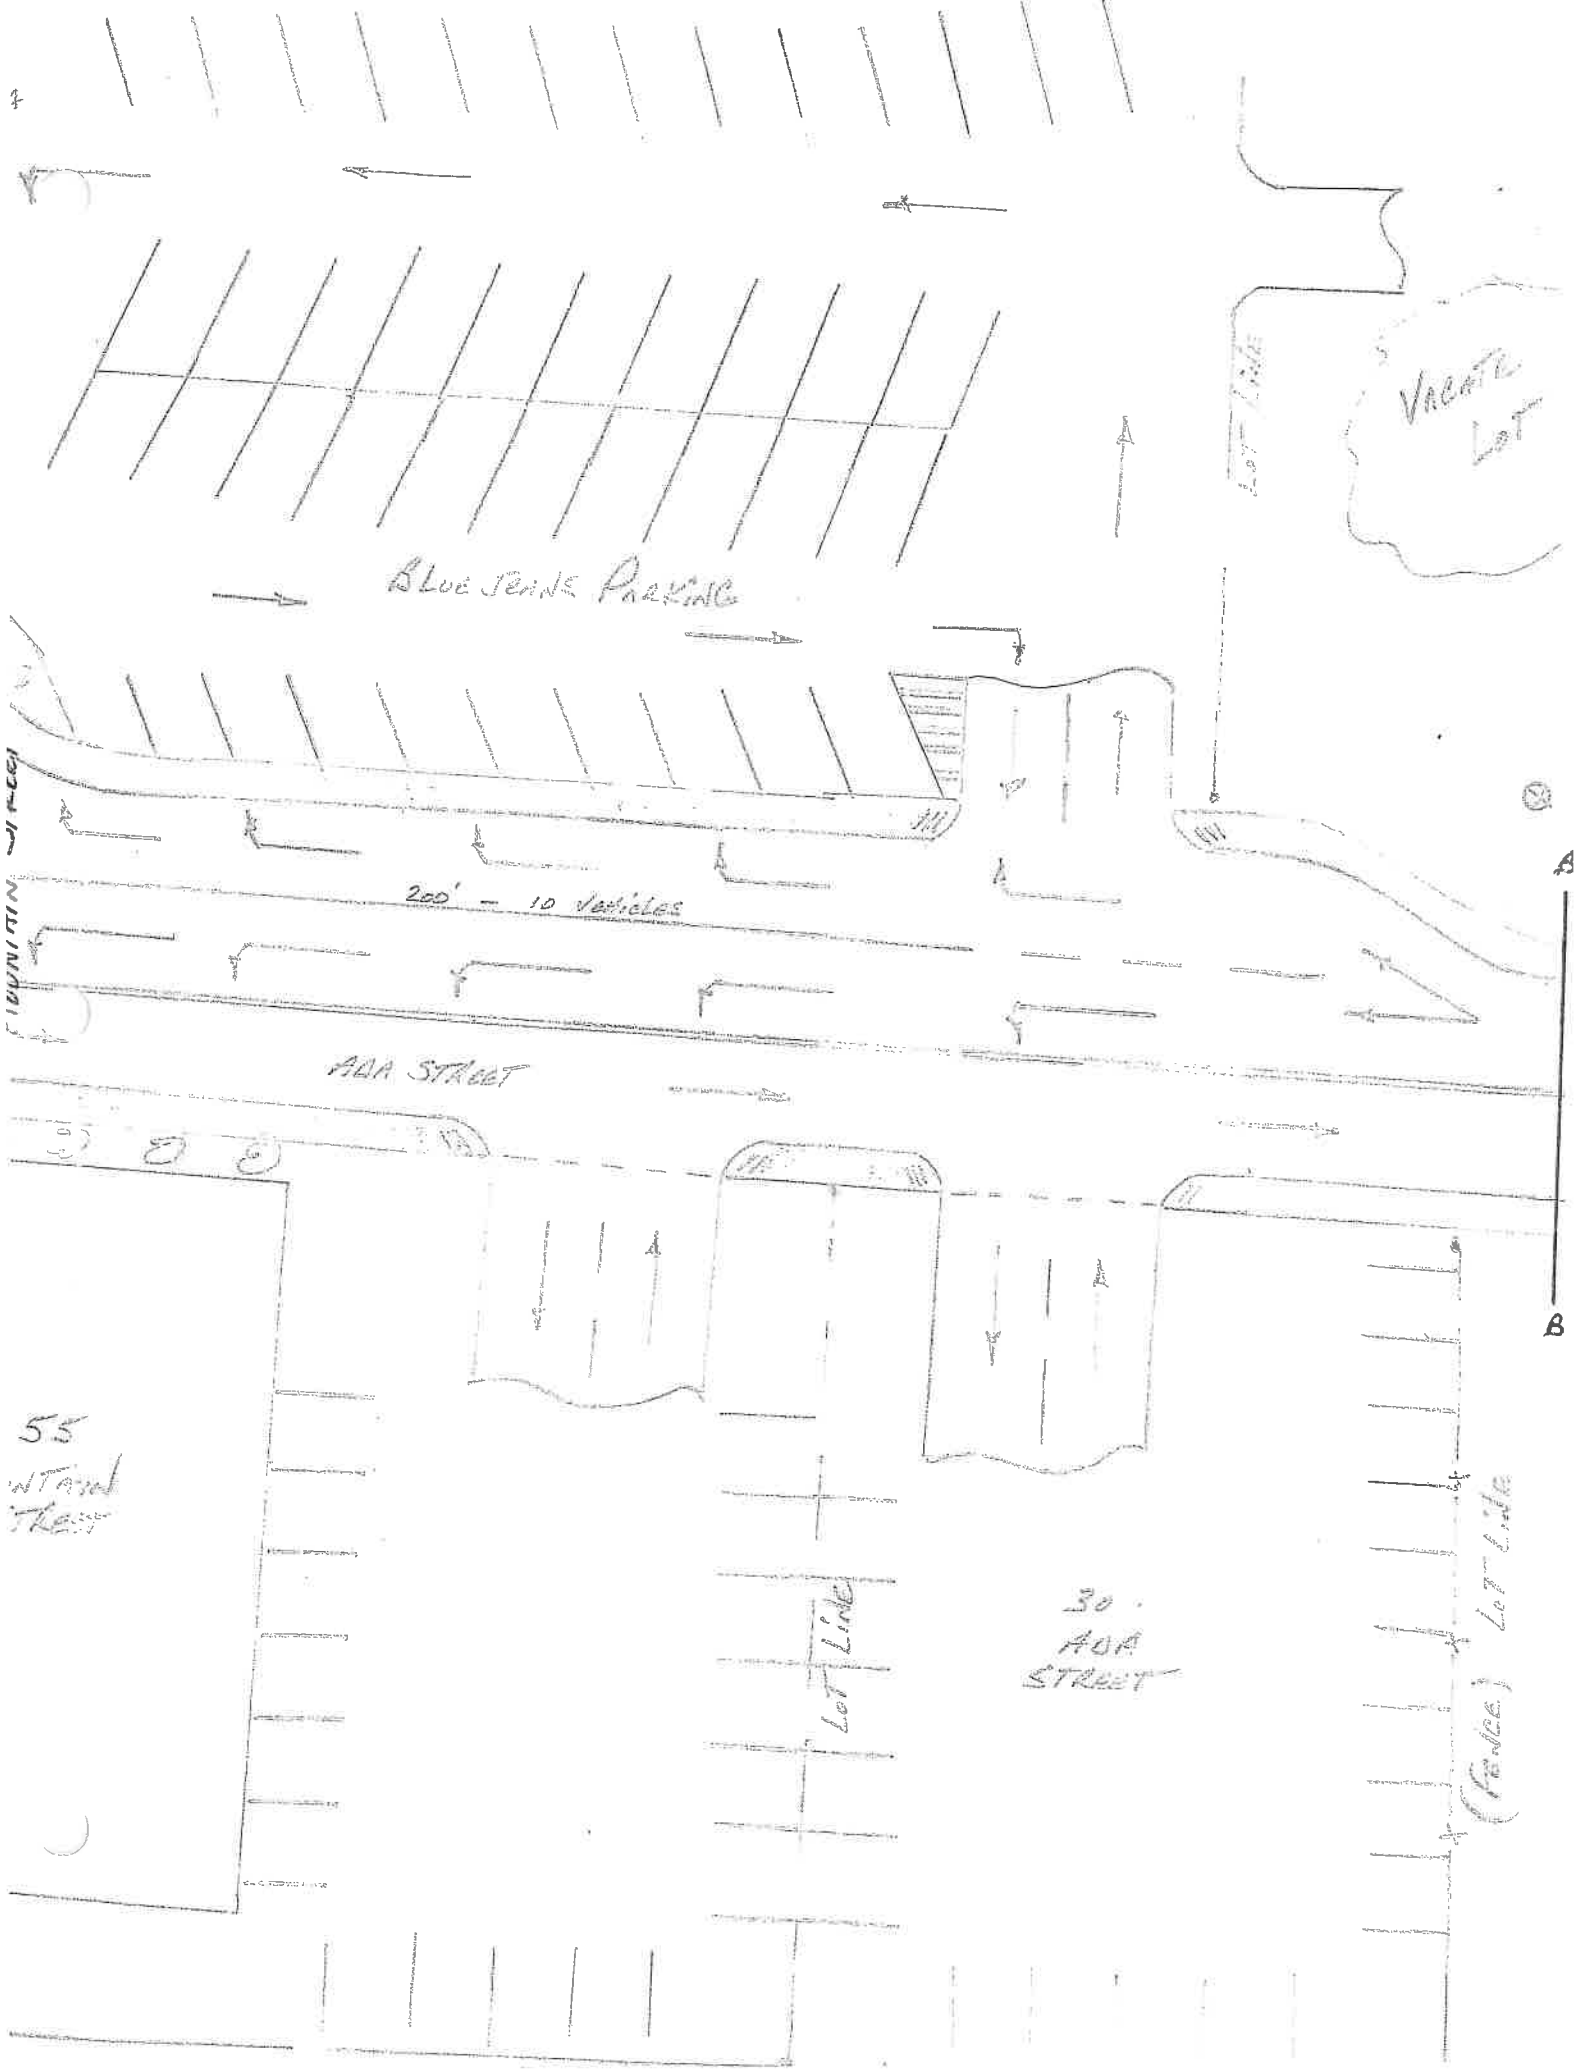 LOT LINE
VACATE
LOT
BLUE JEANS PARKING
A
200' - 10 Vehicles
ADA STREET
B
55
30
ADA
STREET
LOT LINE
(FENCE) LOT LINE